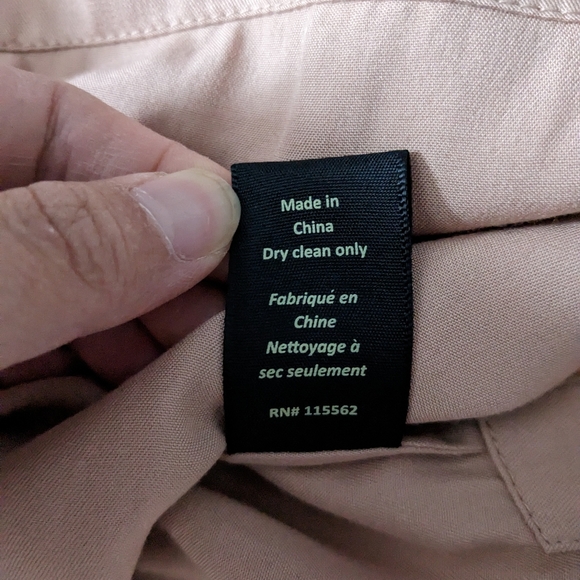 Made in
China
Dry clean only
Fabriqué en
Chine
Nettoyage à
sec seulement
RN# 115562